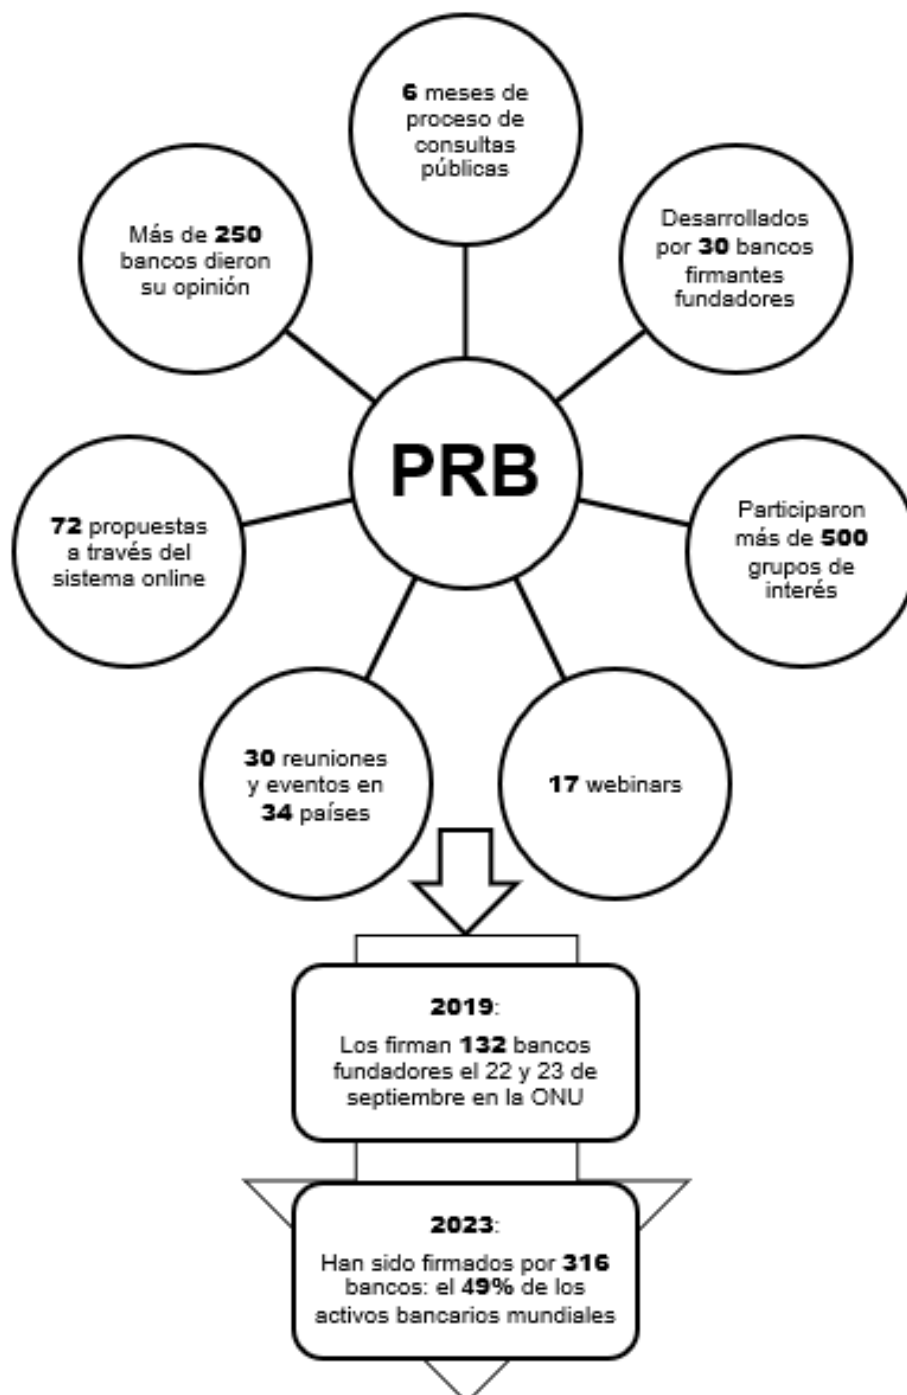 6 meses de
proceso de
consultas
públicas
Más de 250
bancos dieron
su opinión
Desarrollados
por 30 bancos
firmantes
fundadores
PRB
72 propuestas
a través del
sistema online
Participaron
más de 500
grupos de
interés
30 reuniones
y eventos en
34 países
17 webinars
2019:
Los firman 132 bancos
fundadores el 22 y 23 de
septiembre en la ONU
2023:
Han sido firmados por 316
bancos: el 49% de los
activos bancarios mundiales